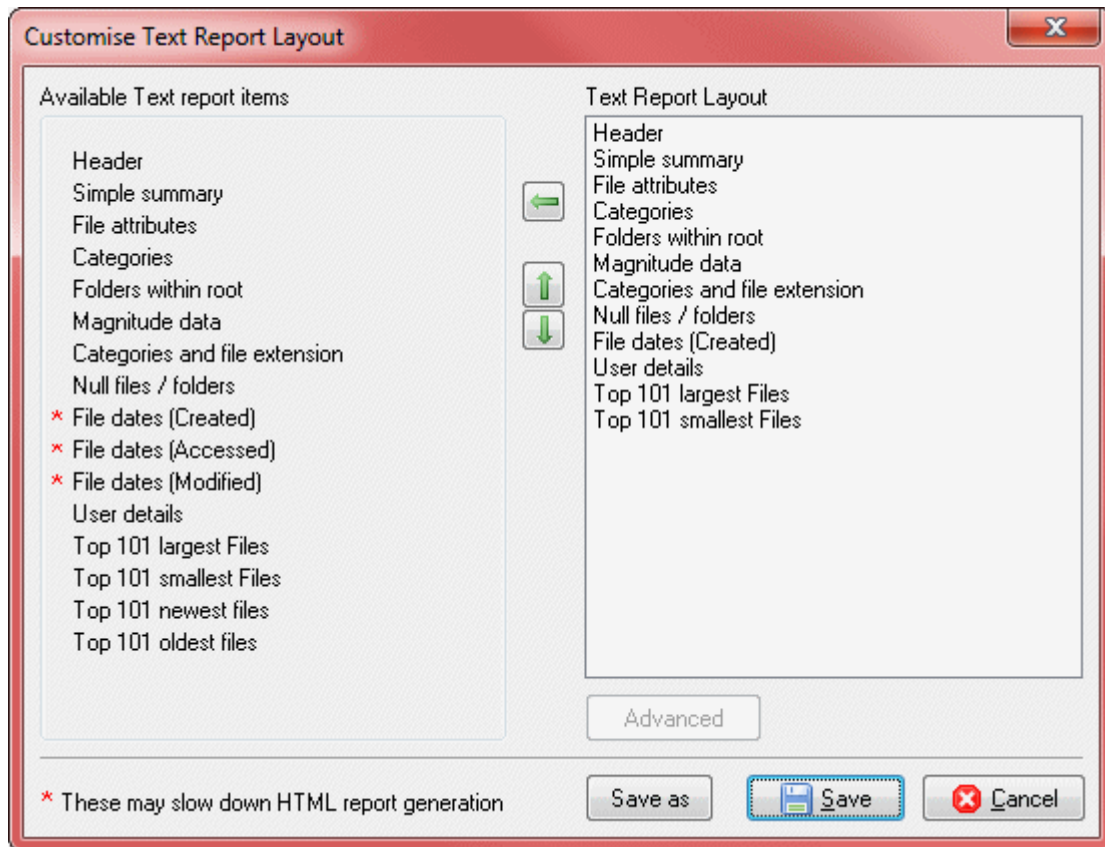 Customise Text Report Layout
Available Text report items
Header
Simple summary
File attributes
Categories
Folders within root
Magnitude data
Categories and file extension
Null files / folders
* File dates (Created)
* File dates (Accessed)
* File dates (Modified)
User details
Top 101 largest Files
Top 101 smallest Files
Top 101 newest files
Top 101 oldest files
Text Report Layout
Header
Simple summary
File attributes
Categories
Folders within root
Magnitude data
Categories and file extension
Null files / folders
File dates (Created)
User details
Top 101 largest Files
Top 101 smallest Files
Advanced
* These may slow down HTML report generation
Save as
Save
Cancel